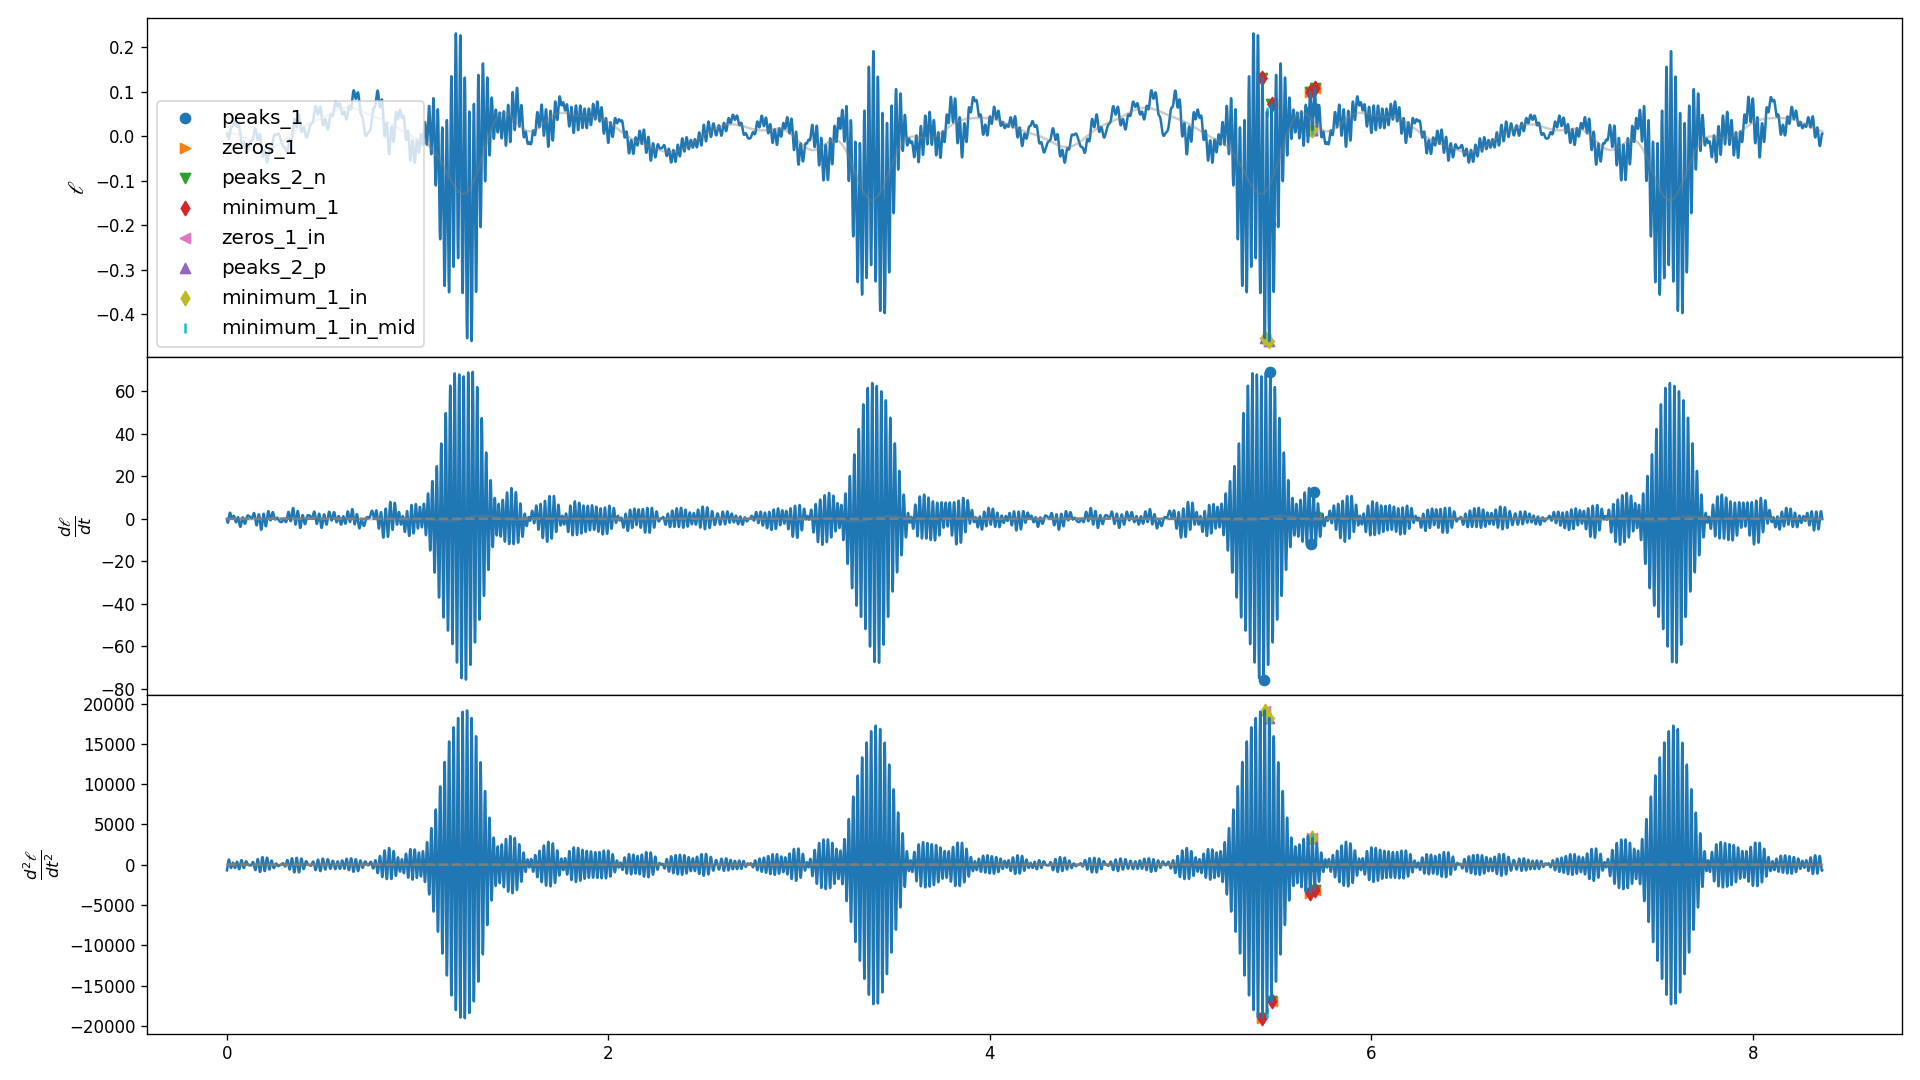 0.2
0.1
0.0
−0.1
−0.2
−0.3
−0.4
ℓ
peaks_1
zeros_1
peaks_2_n
minimum_1
zeros_1_in
peaks_2_p
minimum_1_in
minimum_1_in_mid
60
40
20
0
−20
−40
−60
−80
dℓ
dt
20000
15000
10000
5000
0
−5000
−10000
−15000
−20000
d²ℓ
dt²
0 2 4 6 8